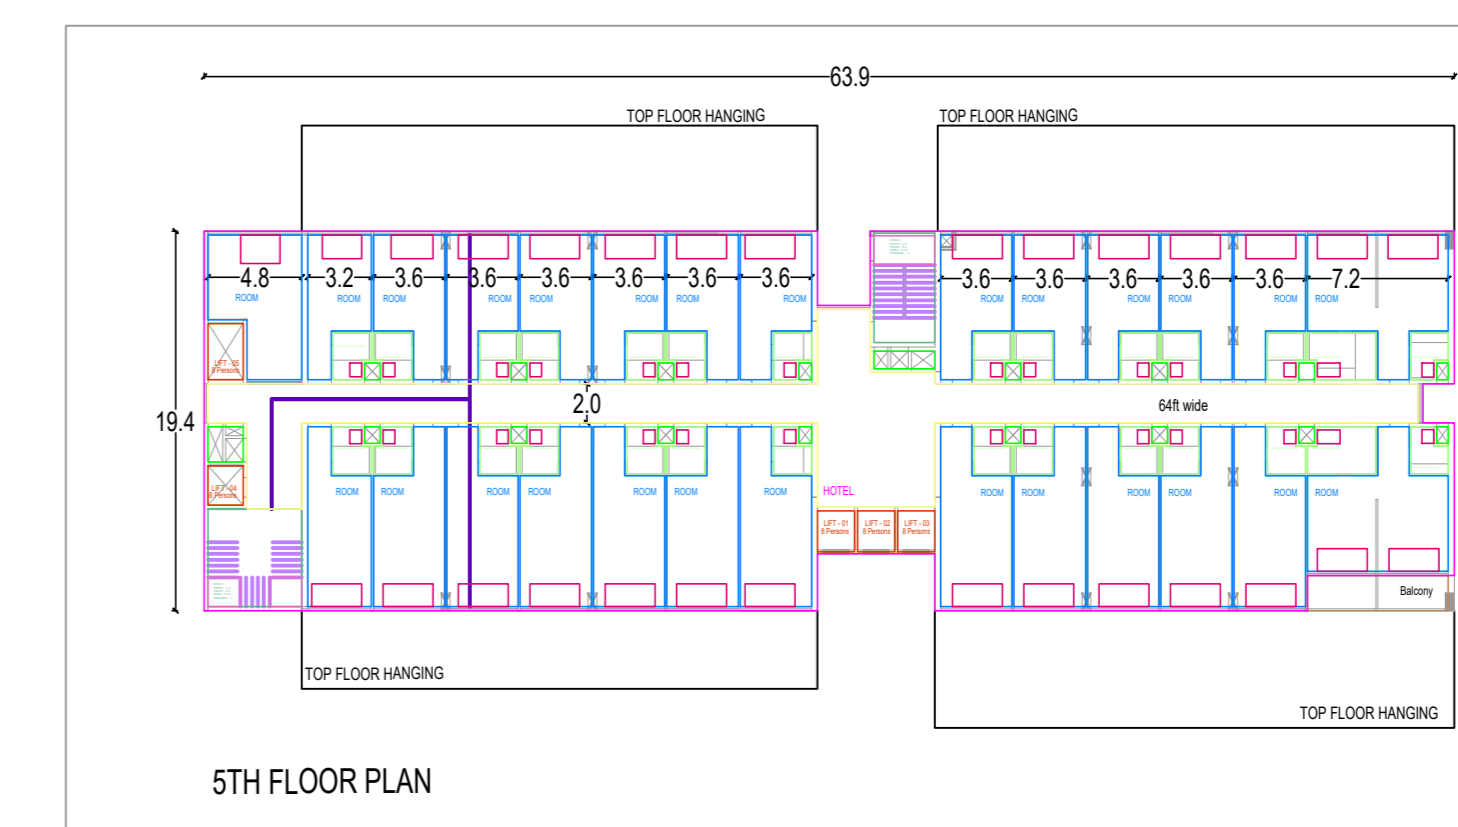 63.9
TOP FLOOR HANGING
TOP FLOOR HANGING
4.8
3.2
3.6
3.6
3.6
3.6
3.6
3.6
3.6
3.6
3.6
3.6
3.6
7.2
ROOM
ROOM
ROOM
ROOM
ROOM
ROOM
ROOM
ROOM
ROOM
ROOM
ROOM
ROOM
ROOM
ROOM
LIFT - 05
8 Persons
19.4
2.0
64ft wide
LIFT - 04
8 Persons
ROOM
ROOM
ROOM
ROOM
ROOM
ROOM
ROOM
HOTEL
ROOM
ROOM
ROOM
ROOM
ROOM
ROOM
LIFT - 01
8 Persons
LIFT - 02
8 Persons
LIFT - 03
8 Persons
Balcony
TOP FLOOR HANGING
TOP FLOOR HANGING
5TH FLOOR PLAN